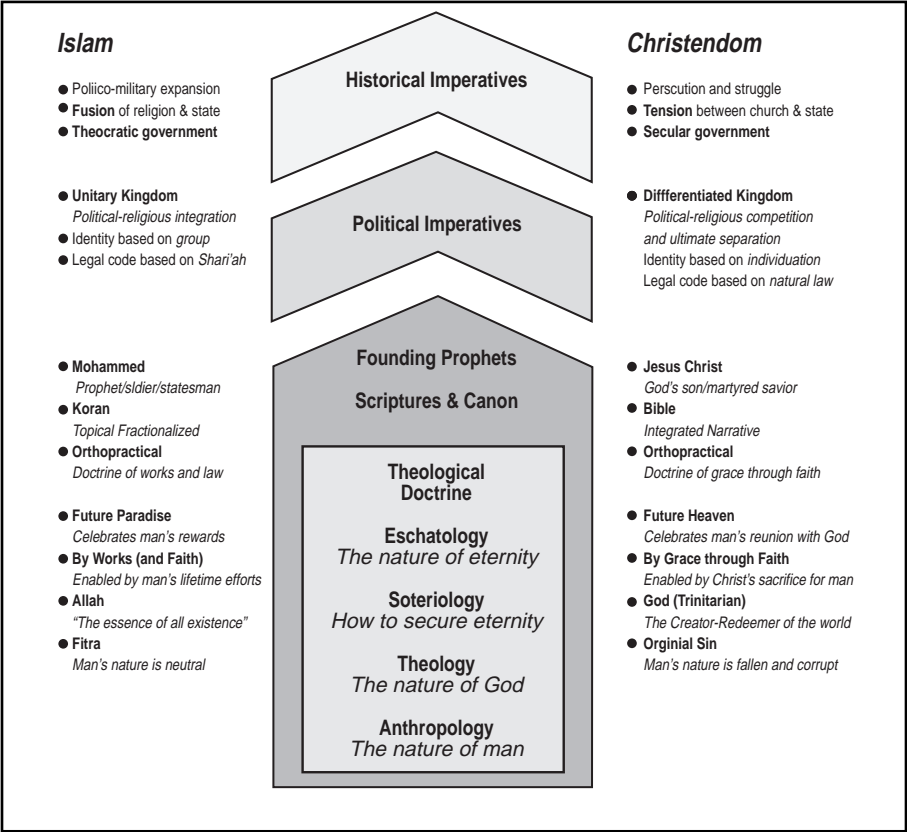 Islam
● Poliico-military expansion
● Fusion of religion & state
● Theocratic government
● Unitary Kingdom
Political-religious integration
● Identity based on group
● Legal code based on Shari'ah
● Mohammed
Prophet/sldier/statesman
● Koran
Topical Fractionalized
● Orthopractical
Doctrine of works and law
● Future Paradise
Celebrates man's rewards
● By Works (and Faith)
Enabled by man's lifetime efforts
● Allah
“The essence of all existence”
● Fitra
Man's nature is neutral
Historical Imperatives
Political Imperatives
Founding Prophets
Scriptures & Canon
Theological
Doctrine
Eschatology
The nature of eternity
Soteriology
How to secure eternity
Theology
The nature of God
Anthropology
The nature of man
Christendom
● Perscution and struggle
● Tension between church & state
● Secular government
● Diffferentiated Kingdom
Political-religious competition
and ultimate separation
Identity based on individuation
Legal code based on natural law
● Jesus Christ
God's son/martyred savior
● Bible
Integrated Narrative
● Orthopractical
Doctrine of grace through faith
● Future Heaven
Celebrates man's reunion with God
● By Grace through Faith
Enabled by Christ's sacrifice for man
● God (Trinitarian)
The Creator-Redeemer of the world
● Orginial Sin
Man's nature is fallen and corrupt